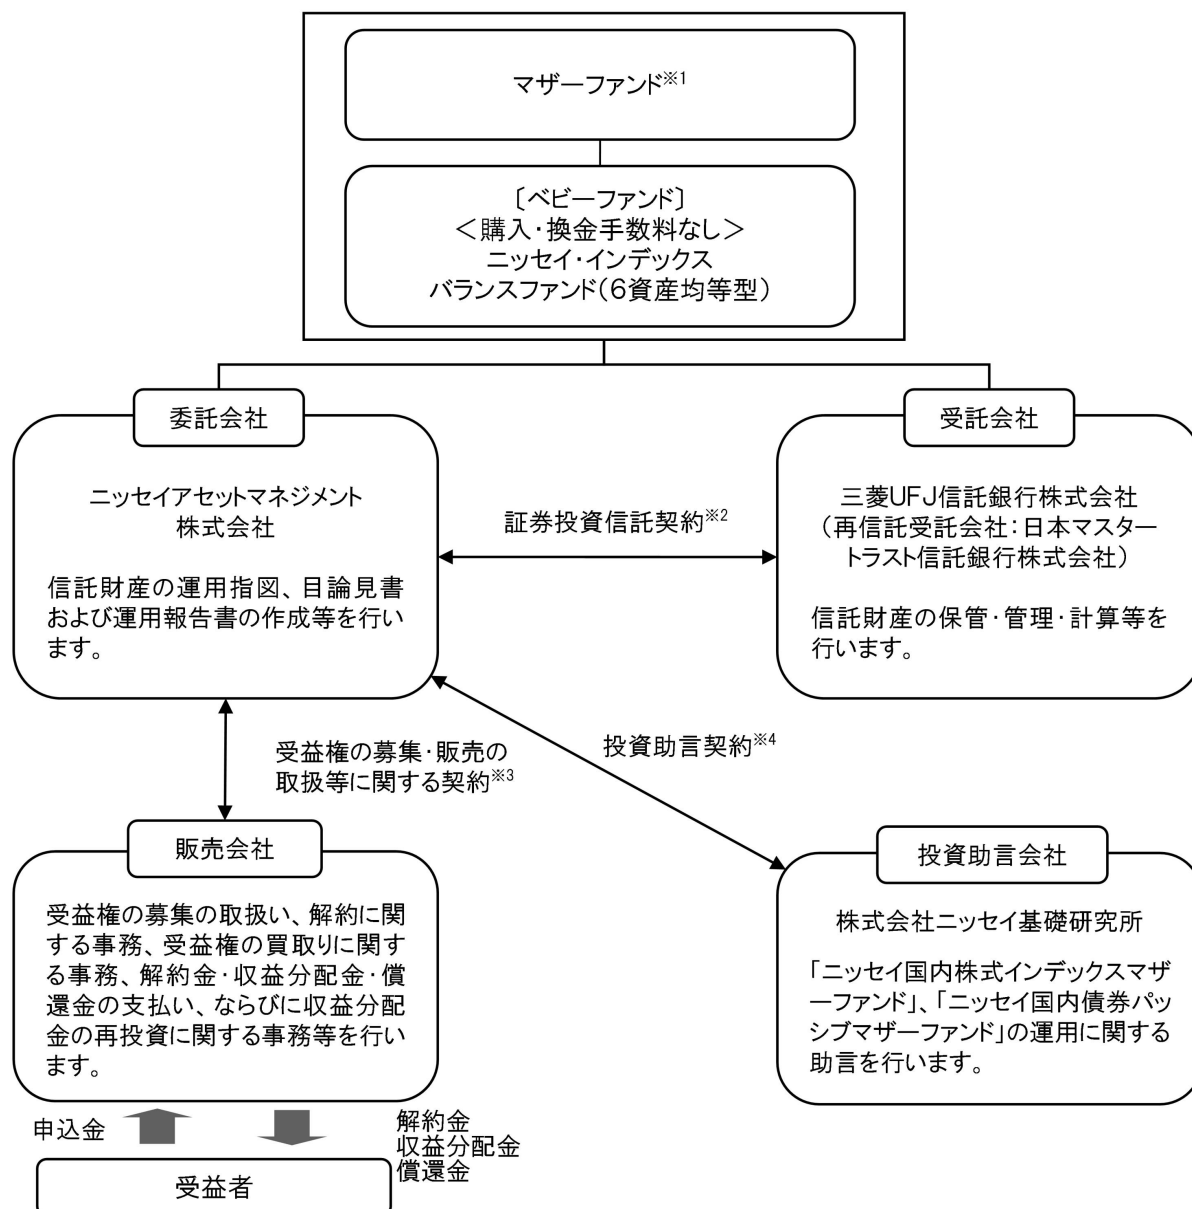 マザーファンド※1
〔ベビーファンド〕
＜購入･換金手数料なし＞
ニッセイ･インデックス
バランスファンド(６資産均等型)
委託会社
ニッセイアセットマネジメント
株式会社
信託財産の運用指図、目論見書
および運用報告書の作成等を行い
ます。
証券投資信託契約※2
受託会社
三菱UFJ信託銀行株式会社
(再信託受託会社:日本マスター
トラスト信託銀行株式会社)
信託財産の保管･管理･計算等を
行います。
受益権の募集･販売の
取扱等に関する契約※3
投資助言契約※4
販売会社
受益権の募集の取扱い、解約に関
する事務、受益権の買取りに関す
る事務、解約金･収益分配金･償
還金の支払い、ならびに収益分配
金の再投資に関する事務等を行い
ます。
投資助言会社
株式会社ニッセイ基礎研究所
｢ニッセイ国内株式インデックスマザ
ーファンド｣、｢ニッセイ国内債券パッ
シブマザーファンド｣の運用に関する
助言を行います。
申込金
解約金
収益分配金
償還金
受益者